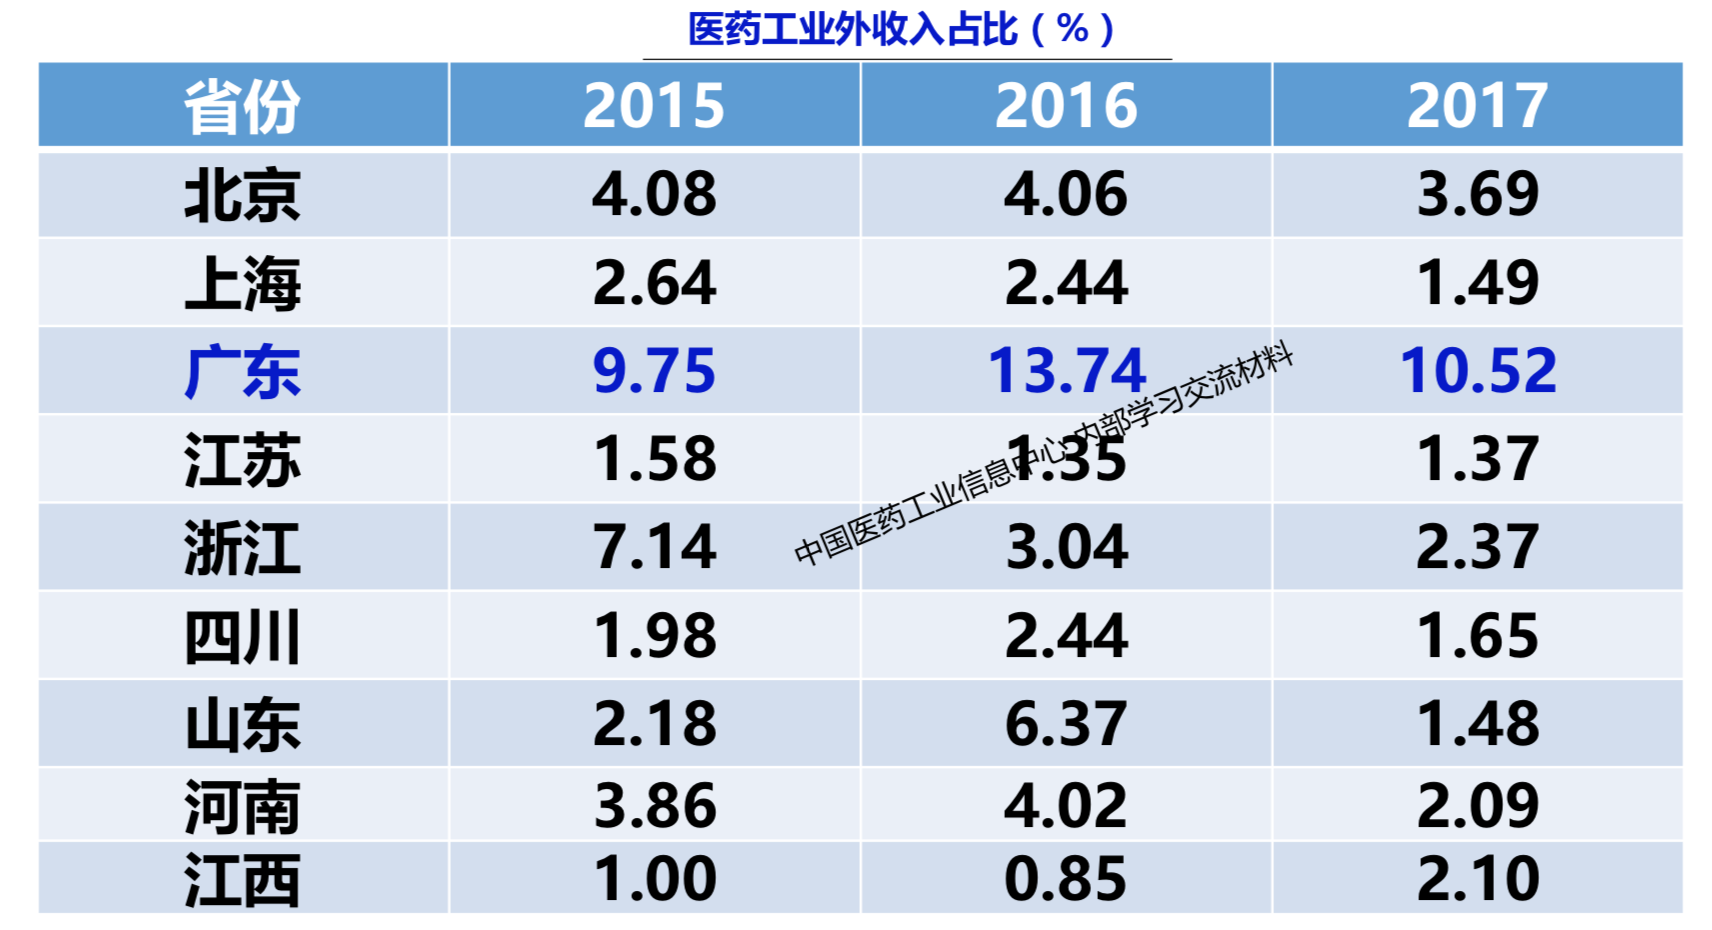 医药工业外收入占比（%）
省份 2015 2016 2017
北京 4.08 4.06 3.69
上海 2.64 2.44 1.49
广东 9.75 13.74 10.52
江苏 1.58 1.35 1.37
浙江 7.14 3.04 2.37
四川 1.98 2.44 1.65
山东 2.18 6.37 1.48
河南 3.86 4.02 2.09
江西 1.00 0.85 2.10
中国医药工业信息中心 内部学习交流材料